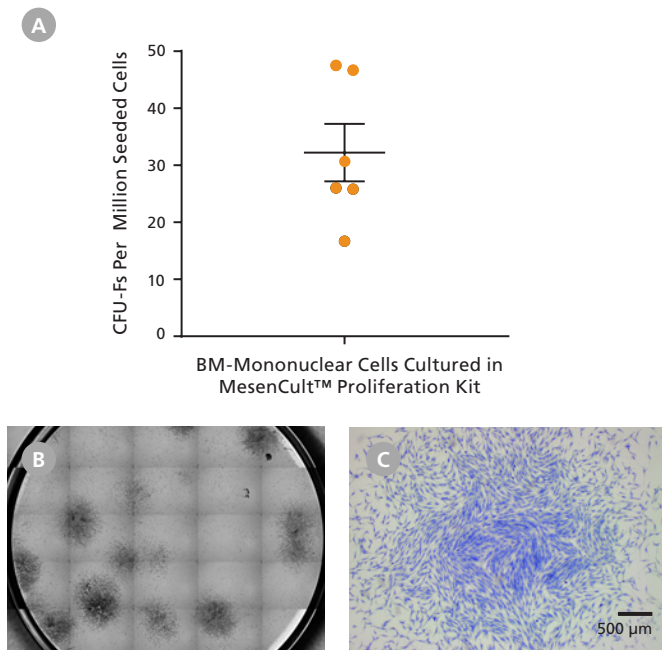 A
CFU-Fs Per Million Seeded Cells
50
40
30
20
10
0
BM-Mononuclear Cells Cultured in
MesenCult™ Proliferation Kit
B
C
500 µm